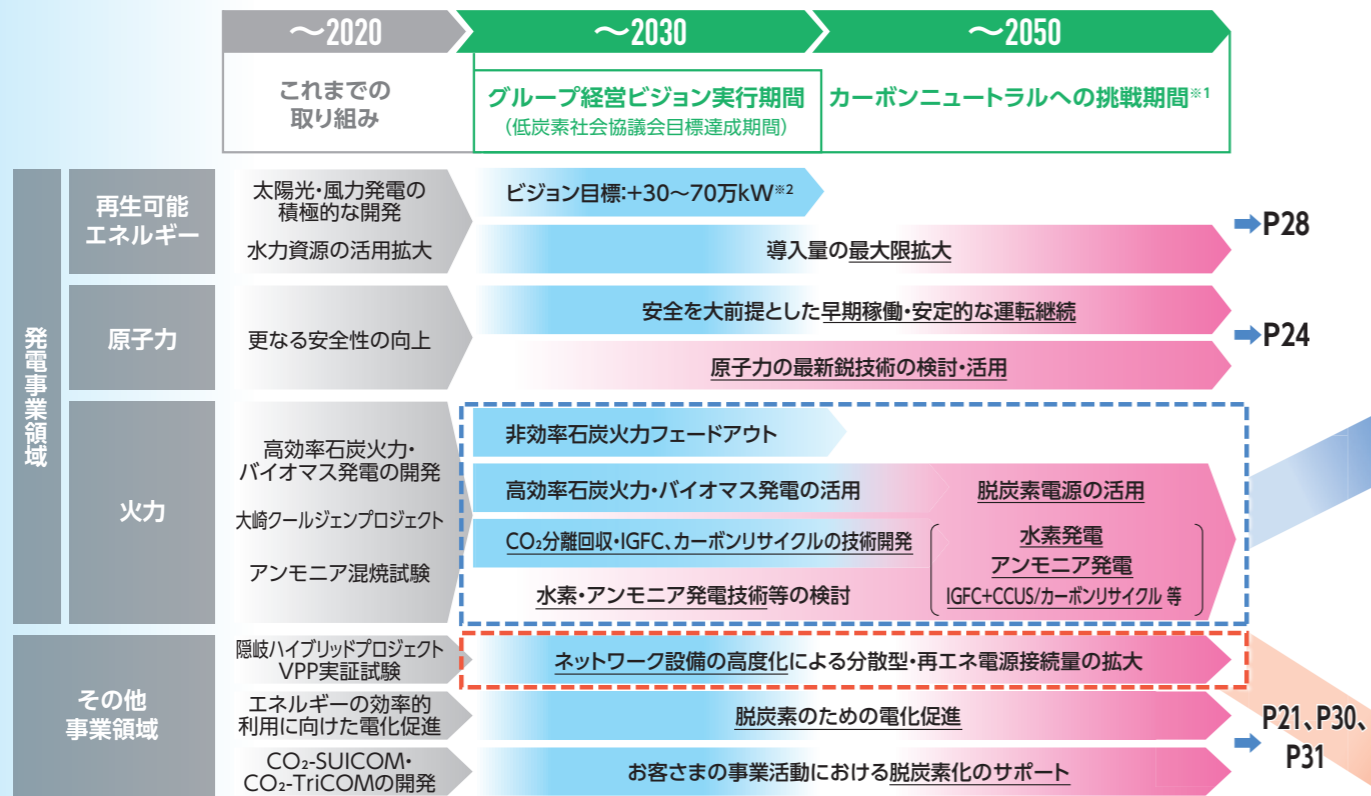 ～2020
～2030
～2050
これまでの
取り組み
グループ経営ビジョン実行期間
(低炭素社会協議会目標達成期間)
カーボンニュートラルへの挑戦期間※1
発電事業領域
再生可能
エネルギー
太陽光・風力発電の
積極的な開発
水力資源の活用拡大
ビジョン目標:+30～70万kW※2
導入量の最大限拡大
P28
原子力
更なる安全性の向上
安全を大前提とした早期稼働・安定的な運転継続
原子力の最新鋭技術の検討・活用
P24
火力
高効率石炭火力・
バイオマス発電の開発
大崎クールジェンプロジェクト
アンモニア混焼試験
非効率石炭火力フェードアウト
高効率石炭火力・バイオマス発電の活用
CO₂分離回収・IGFC、カーボンリサイクルの技術開発
水素・アンモニア発電技術等の検討
脱炭素電源の活用
水素発電
アンモニア発電
IGFC+CCUS/カーボンリサイクル 等
その他
事業領域
隠岐ハイブリッドプロジェクト
VPP実証試験
ネットワーク設備の高度化による分散型・再エネ電源接続量の拡大
エネルギーの効率的
利用に向けた電化促進
脱炭素のための電化促進
CO₂-SUICOM・
CO₂-TriCOMの開発
お客さまの事業活動における脱炭素化のサポート
P21、P30、
P31